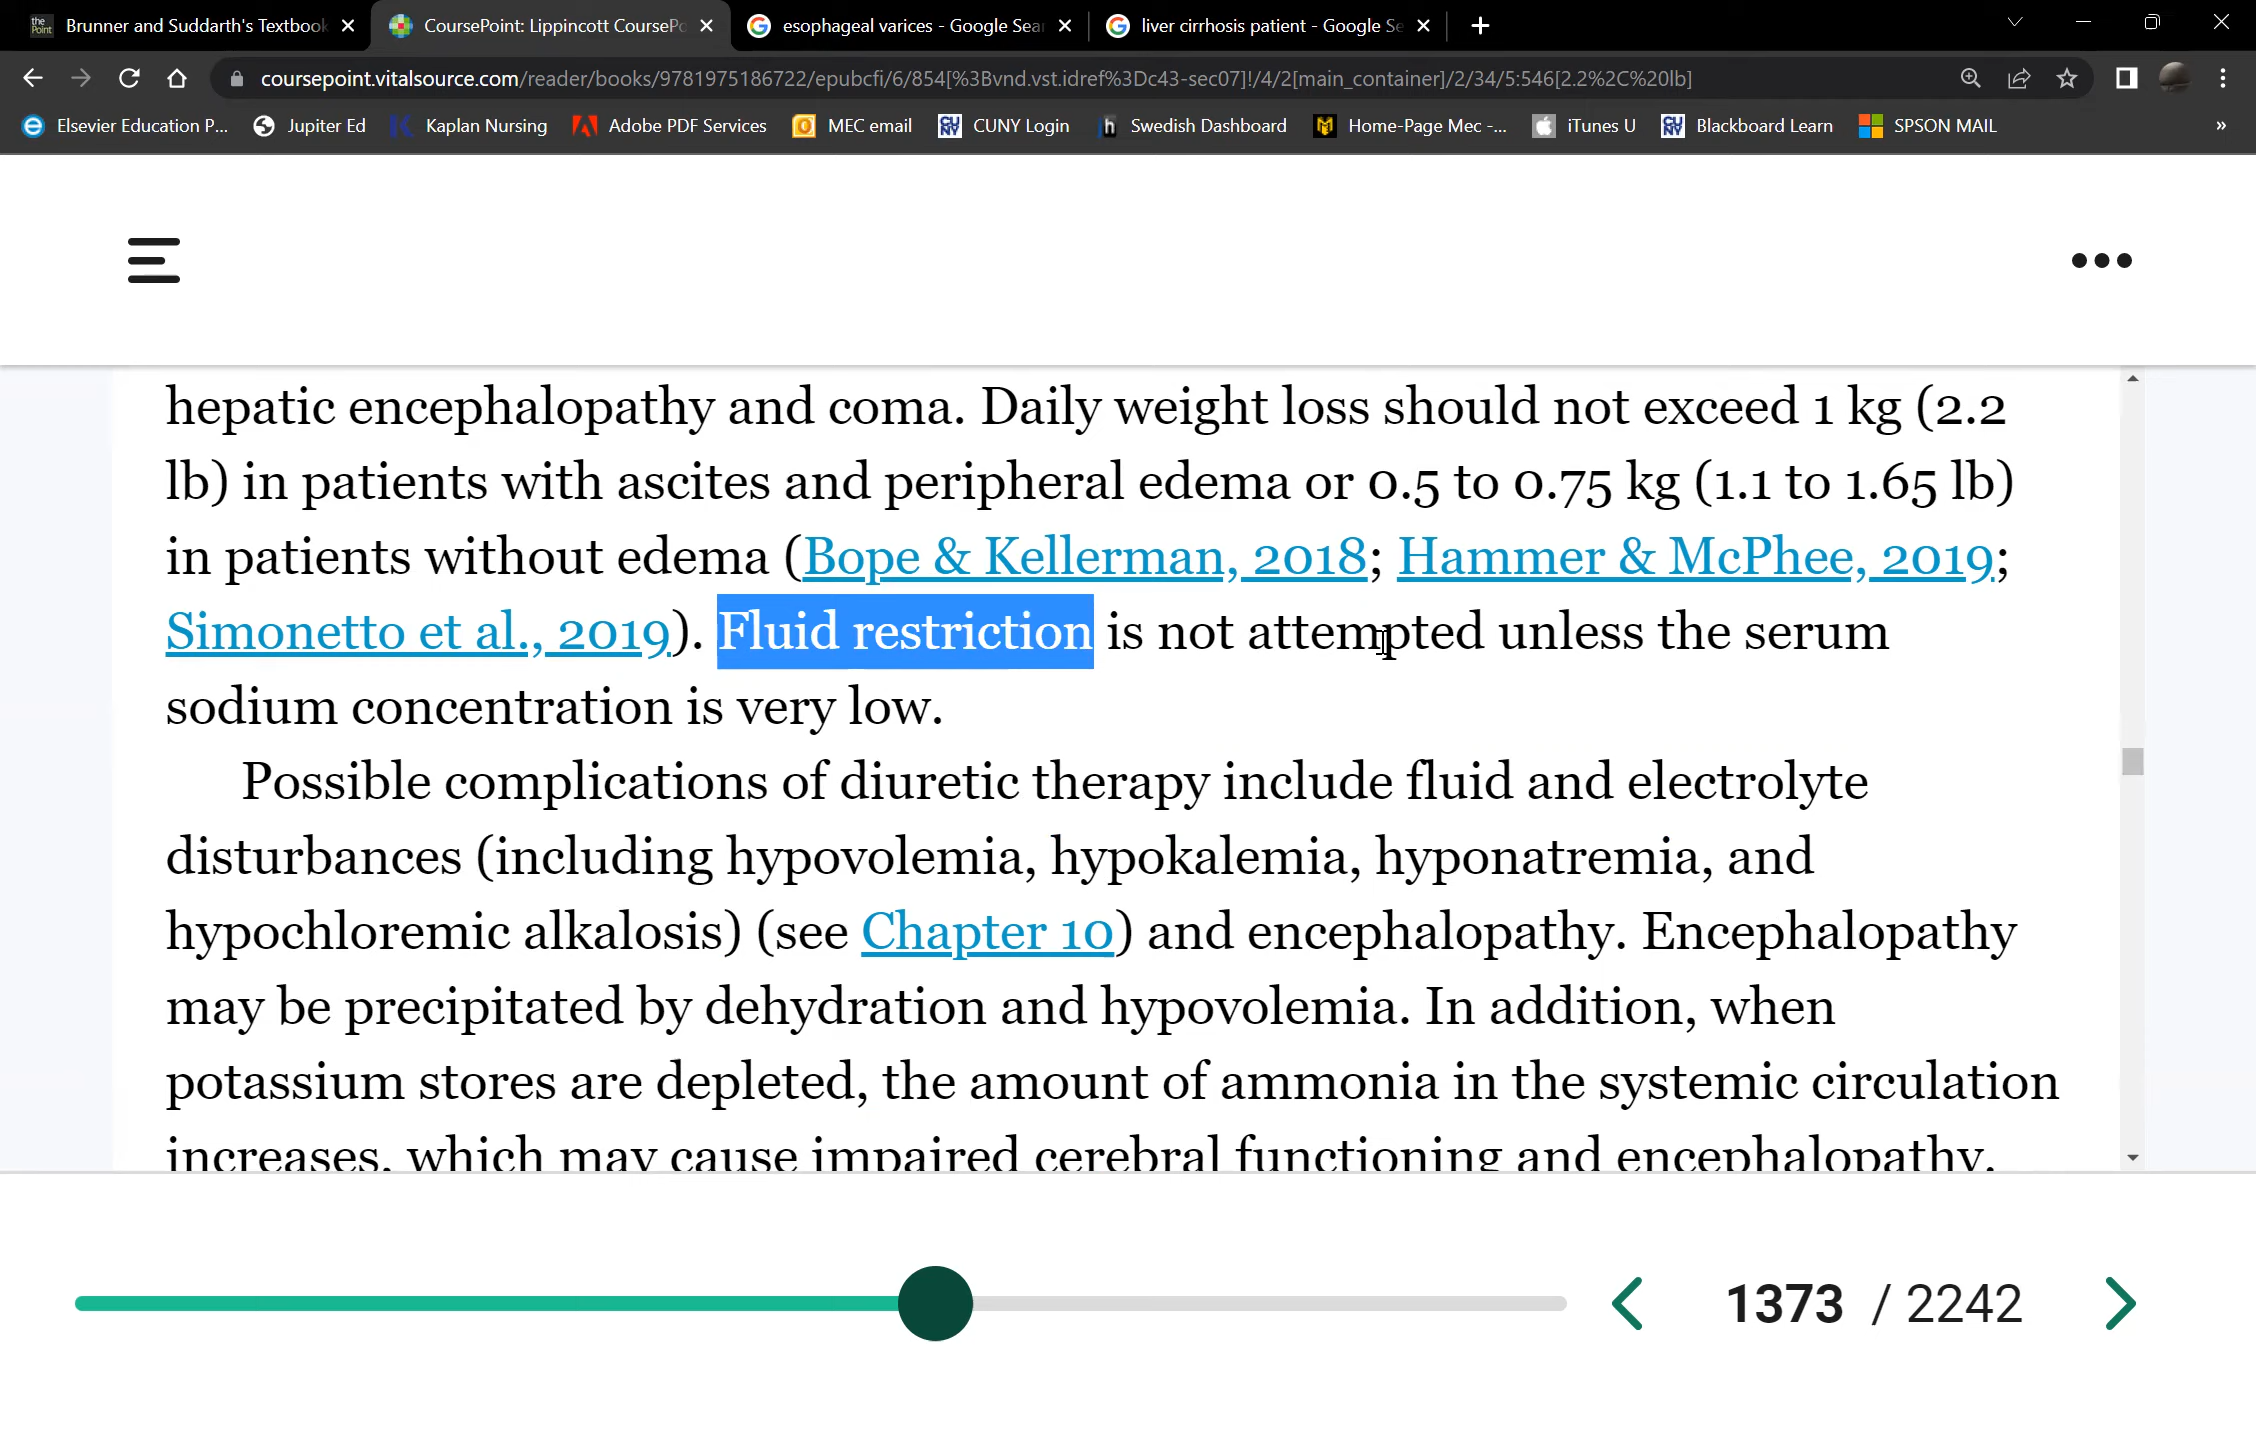 the Point Brunner and Suddarth's Textbook
CoursePoint: Lippincott CoursePo
esophageal varices - Google Sear
liver cirrhosis patient - Google Se
coursepoint.vitalsource.com/reader/books/9781975186722/epubcfi/6/854[%3Bvnd.vst.idref%3Dc43-sec07]!/4/2[main_container]/2/34/5:546[2.2%2C%20lb]
Elsevier Education P... Jupiter Ed Kaplan Nursing Adobe PDF Services MEC email CUNY Login Swedish Dashboard Home-Page Mec -... iTunes U Blackboard Learn SPSON MAIL »
hepatic encephalopathy and coma. Daily weight loss should not exceed 1 kg (2.2
lb) in patients with ascites and peripheral edema or 0.5 to 0.75 kg (1.1 to 1.65 lb)
in patients without edema (Bope & Kellerman, 2018; Hammer & McPhee, 2019;
Simonetto et al., 2019). Fluid restriction is not attempted unless the serum
sodium concentration is very low.
Possible complications of diuretic therapy include fluid and electrolyte
disturbances (including hypovolemia, hypokalemia, hyponatremia, and
hypochloremic alkalosis) (see Chapter 10) and encephalopathy. Encephalopathy
may be precipitated by dehydration and hypovolemia. In addition, when
potassium stores are depleted, the amount of ammonia in the systemic circulation
increases, which may cause impaired cerebral functioning and encephalopathy.
1373 / 2242